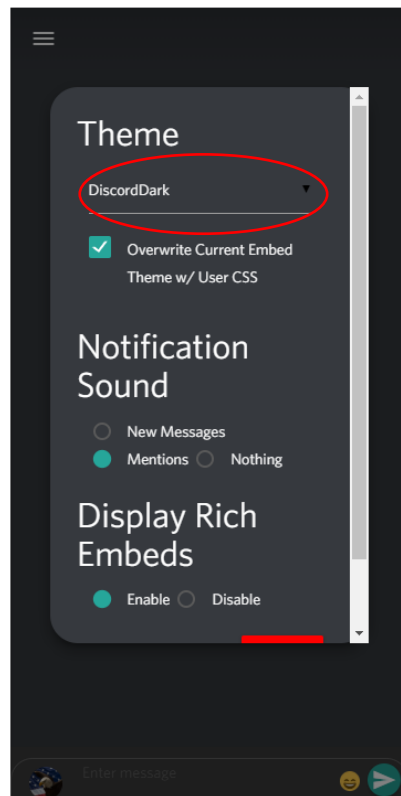 Theme
DiscordDark
Overwrite Current Embed
Theme w/ User CSS
Notification
Sound
New Messages
Mentions Nothing
Display Rich
Embeds
Enable Disable
Enter message